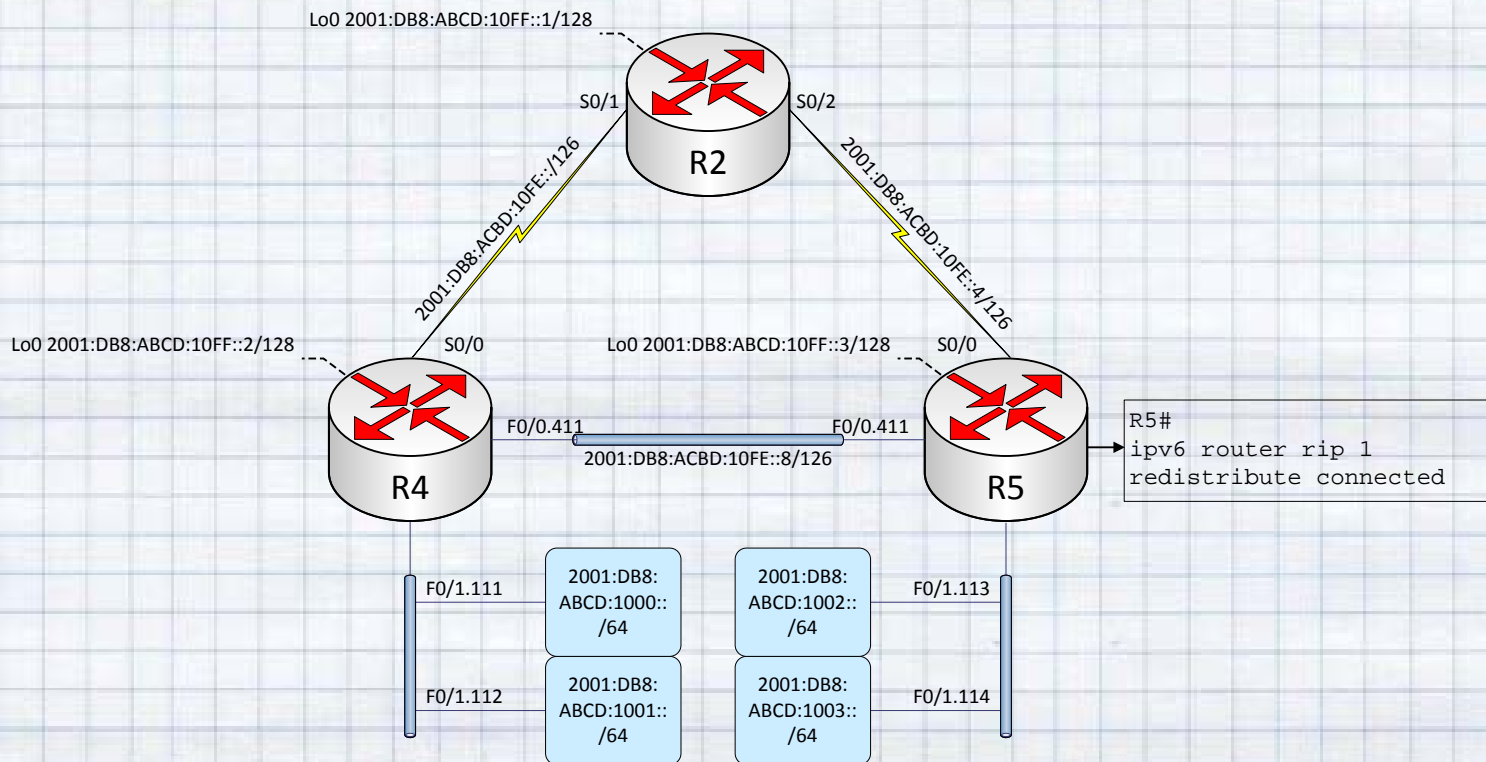 Lo0 2001:DB8:ABCD:10FF::1/128
S0/1
S0/2
R2
2001:DB8:ACBD:10FE::/126
2001:DB8:ACBD:10FE::4/126
Lo0 2001:DB8:ABCD:10FF::2/128
S0/0
Lo0 2001:DB8:ABCD:10FF::3/128
S0/0
F0/0.411
F0/0.411
2001:DB8:ACBD:10FE::8/126
R4
R5
R5#
ipv6 router rip 1
redistribute connected
F0/1.111
2001:DB8:
ABCD:1000::
/64
2001:DB8:
ABCD:1002::
/64
F0/1.113
F0/1.112
2001:DB8:
ABCD:1001::
/64
2001:DB8:
ABCD:1003::
/64
F0/1.114